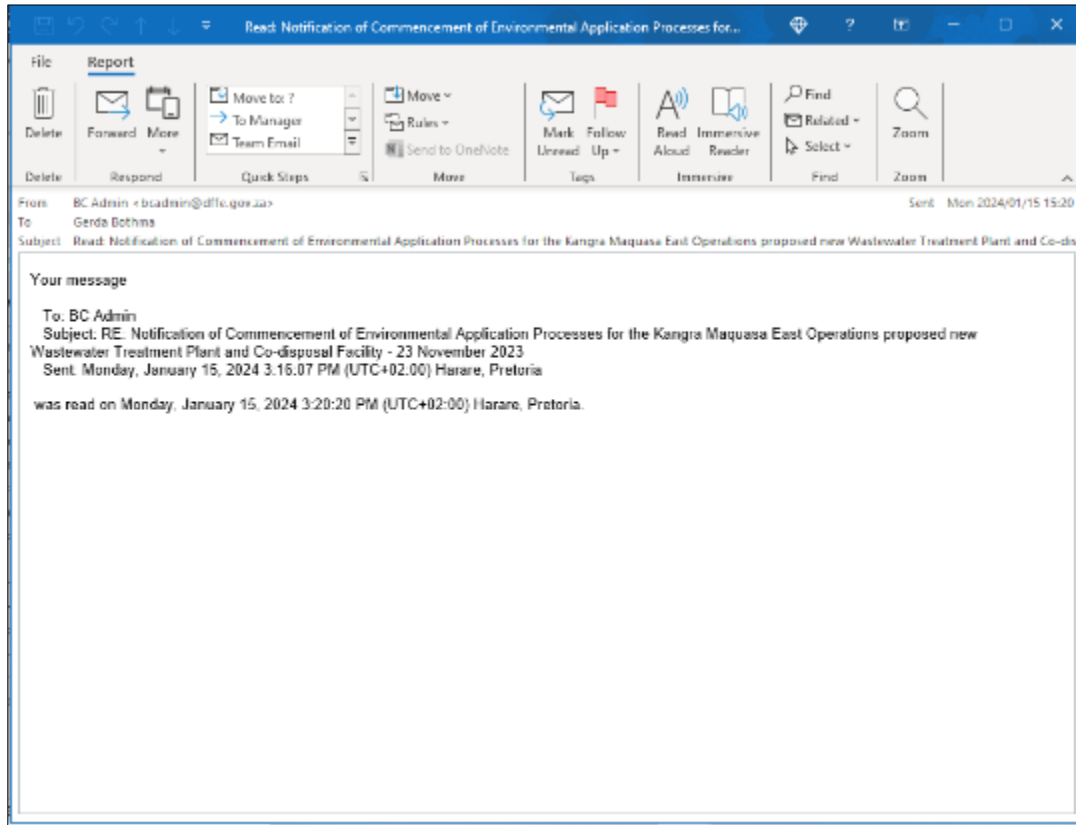 Read: Notification of Commencement of Environmental Application Processes for...
?
File Report
Move to: ? Move Find
To Manager Rules Related
Team Email Send to OneNote Select
Delete Forward More Mark Unread Follow Up Read Aloud Immersive Reader Zoom
Delete Respond Quick Steps Move Tags Immersive Find Zoom
From BC Admin <bcadmin@dffe.gov.za> Sent Mon 2024/01/15 15:20
To Gerda Bothma
Subject Read: Notification of Commencement of Environmental Application Processes for the Kangra Maquasa East Operations proposed new Wastewater Treatment Plant and Co-dis
Your message
To: BC Admin
Subject: RE: Notification of Commencement of Environmental Application Processes for the Kangra Maquasa East Operations proposed new
Wastewater Treatment Plant and Co-disposal Facility - 23 November 2023
Sent: Monday, January 15, 2024 3:16:07 PM (UTC+02:00) Harare, Pretoria
was read on Monday, January 15, 2024 3:20:20 PM (UTC+02:00) Harare, Pretoria.